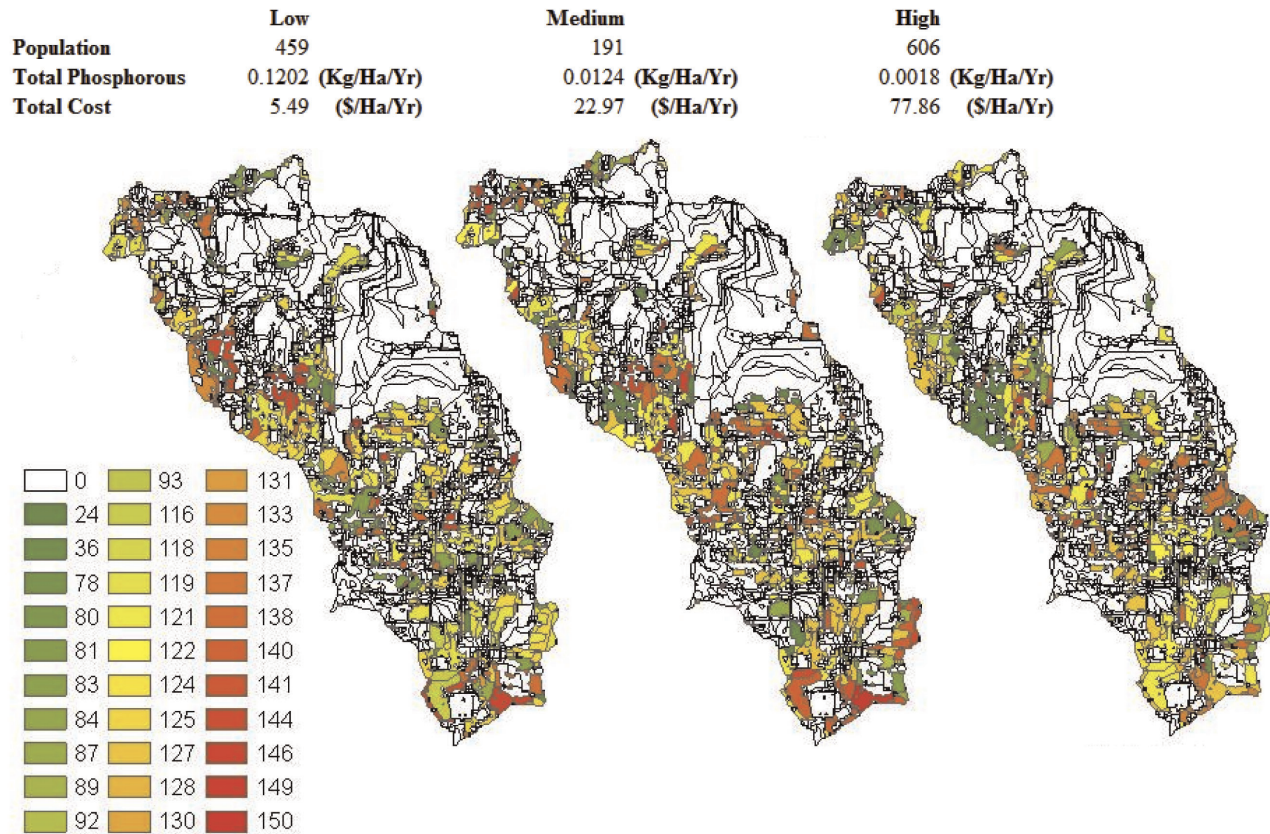 Low Medium High
Population 459 191 606
Total Phosphorous 0.1202 (Kg/Ha/Yr) 0.0124 (Kg/Ha/Yr) 0.0018 (Kg/Ha/Yr)
Total Cost 5.49 ($/Ha/Yr) 22.97 ($/Ha/Yr) 77.86 ($/Ha/Yr)
0 93 131
24 116 133
36 118 135
78 119 137
80 121 138
81 122 140
83 124 141
84 125 144
87 127 146
89 128 149
92 130 150